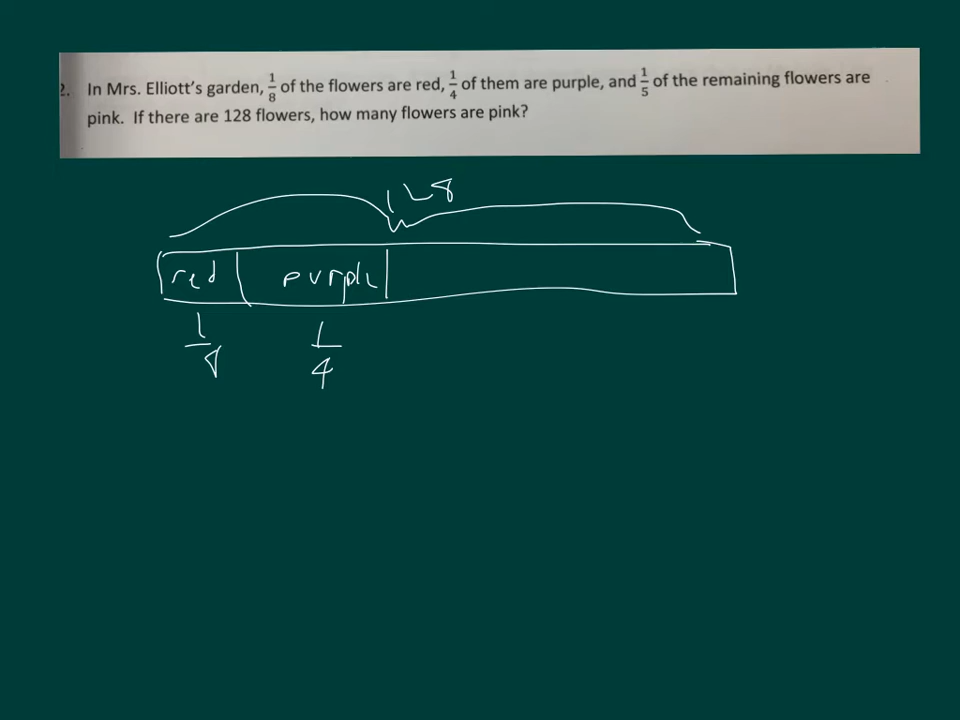 2. In Mrs. Elliott's garden, 1/8 of the flowers are red, 1/4 of them are purple, and 1/5 of the remaining flowers are
pink. If there are 128 flowers, how many flowers are pink?
128
red purple
1/8 1/4